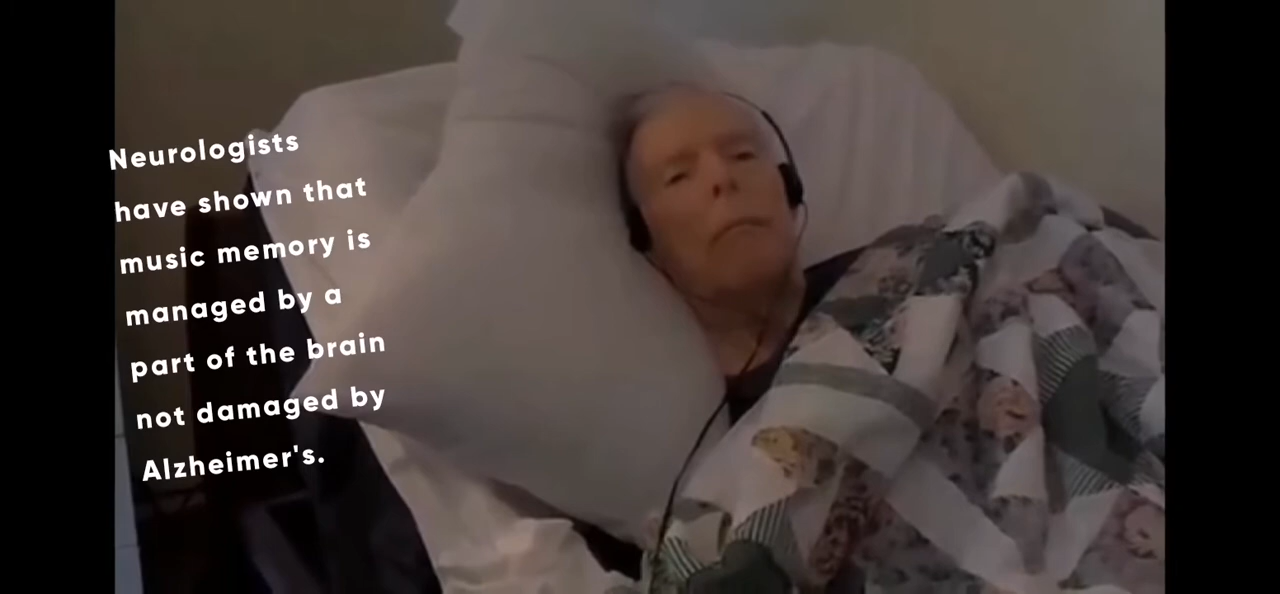 Neurologists
have shown that
music memory is
managed by a
part of the brain
not damaged by
Alzheimer's.